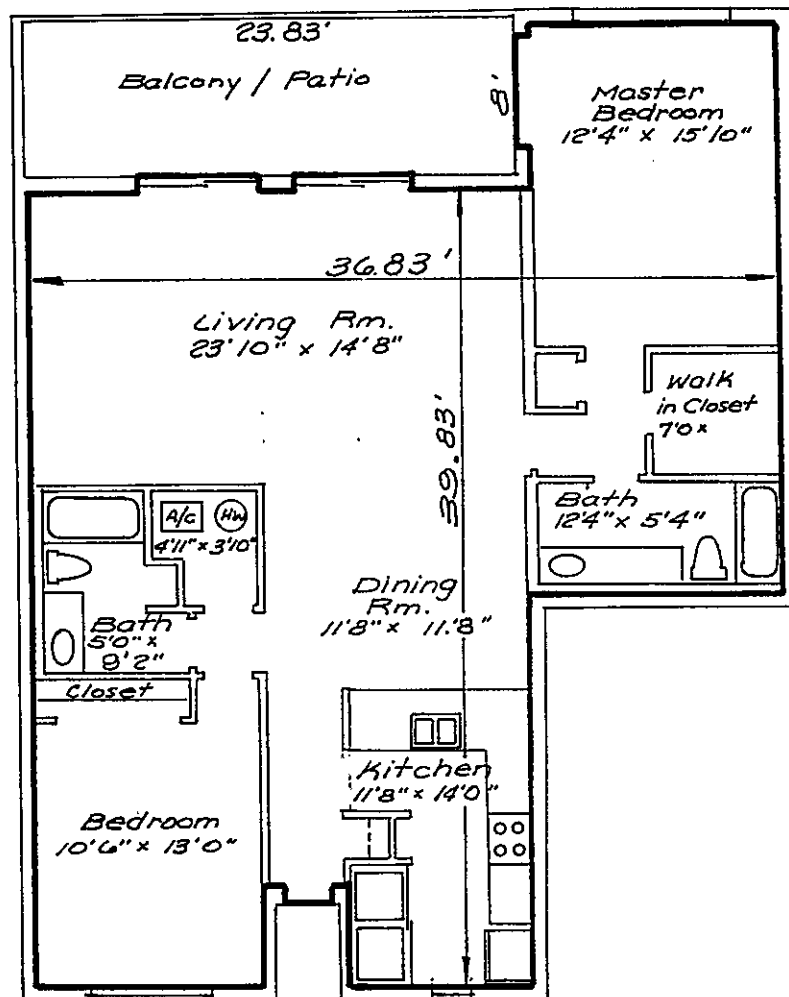 23.83'
Balcony / Patio
8'
Master
Bedroom
12'4" x 15'10"
36.83'
Living Rm.
23'10" x 14'8"
39.83'
Walk
in Closet
7'0 x
A/C
HW
4'11" x 3'10"
Bath
12'4" x 5'4"
Dining
Rm.
11'8" x 11.'8"
Bath
5'0" x
9'2"
Closet
Kitchen
11'8" x 14'0"
Bedroom
10'6" x 13'0"